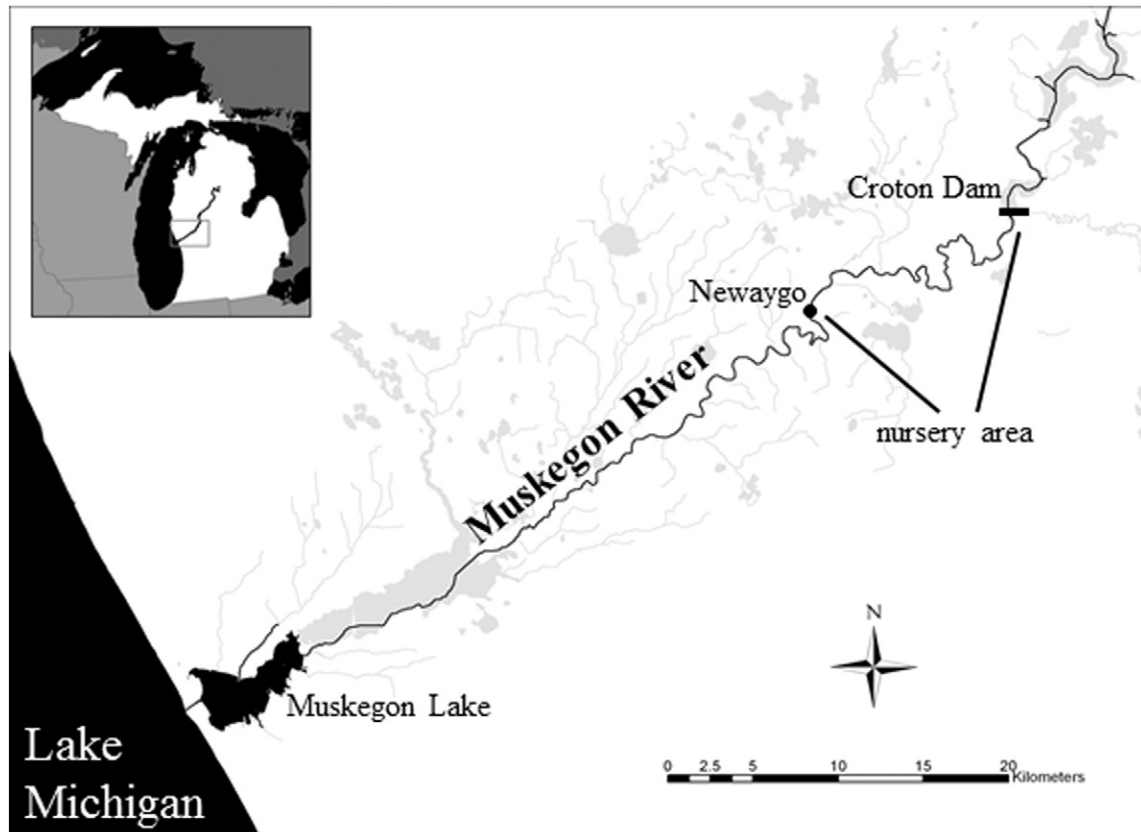 Croton Dam
Newaygo
Muskegon River
nursery area
N
Muskegon Lake
Lake
Michigan
0 2.5 5 10 15 20
Kilometers